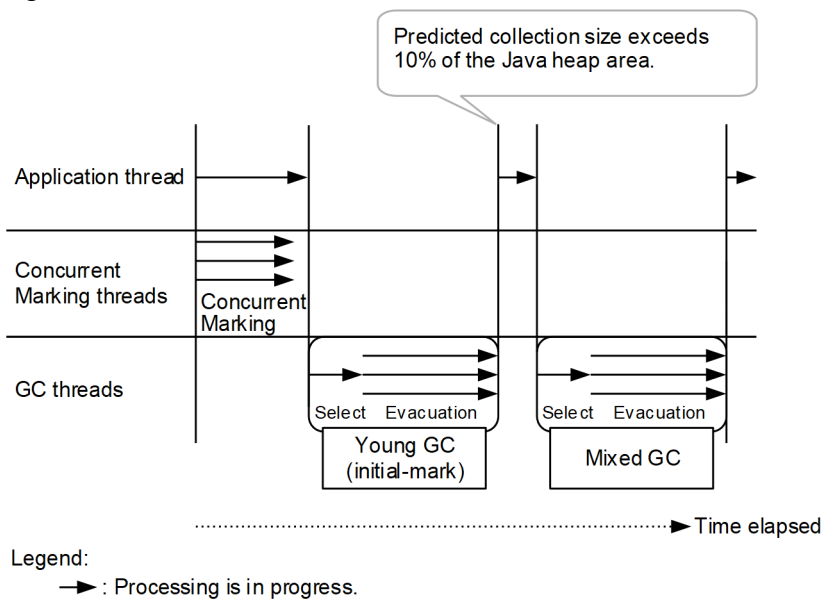 Predicted collection size exceeds
10% of the Java heap area.
Application thread
Concurrent
Marking threads
Concurrent
Marking
GC threads
Select Evacuation
Select Evacuation
Young GC
(initial-mark)
Mixed GC
Time elapsed
Legend:
: Processing is in progress.